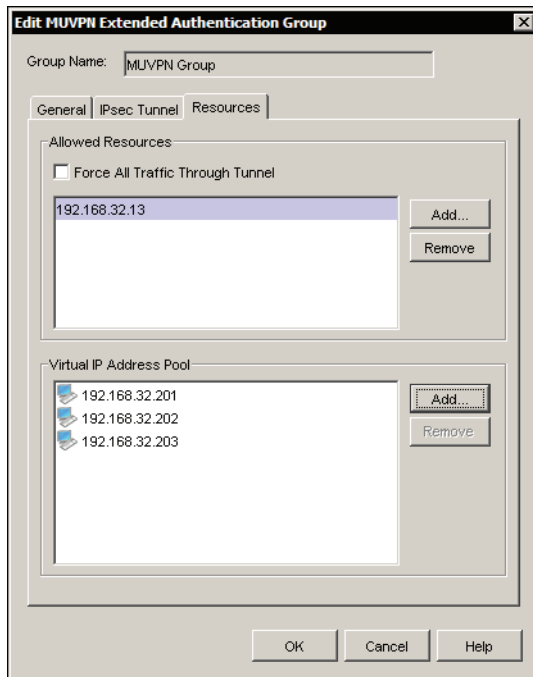 Edit MUVPN Extended Authentication Group
Group Name: MUVPN Group
General IPsec Tunnel Resources
Allowed Resources
Force All Traffic Through Tunnel
192.168.32.13
Add...
Remove
Virtual IP Address Pool
192.168.32.201
192.168.32.202
192.168.32.203
Add...
Remove
OK Cancel Help